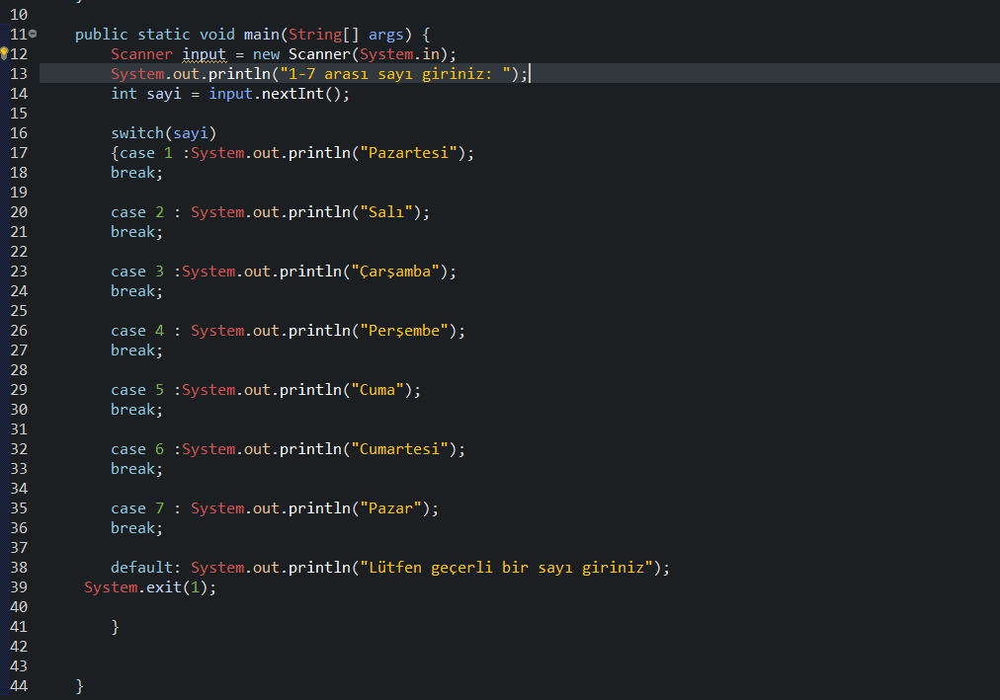 10
11 public static void main(String[] args) {
12 Scanner input = new Scanner(System.in);
13 System.out.println("1-7 arası sayı giriniz: ");
14 int sayi = input.nextInt();
15
16 switch(sayi)
17 {case 1 :System.out.println("Pazartesi");
18 break;
19
20 case 2 : System.out.println("Salı");
21 break;
22
23 case 3 :System.out.println("Çarşamba");
24 break;
25
26 case 4 : System.out.println("Perşembe");
27 break;
28
29 case 5 :System.out.println("Cuma");
30 break;
31
32 case 6 :System.out.println("Cumartesi");
33 break;
34
35 case 7 : System.out.println("Pazar");
36 break;
37
38 default: System.out.println("Lütfen geçerli bir sayı giriniz");
39 System.exit(1);
40
41 }
42
43
44 }